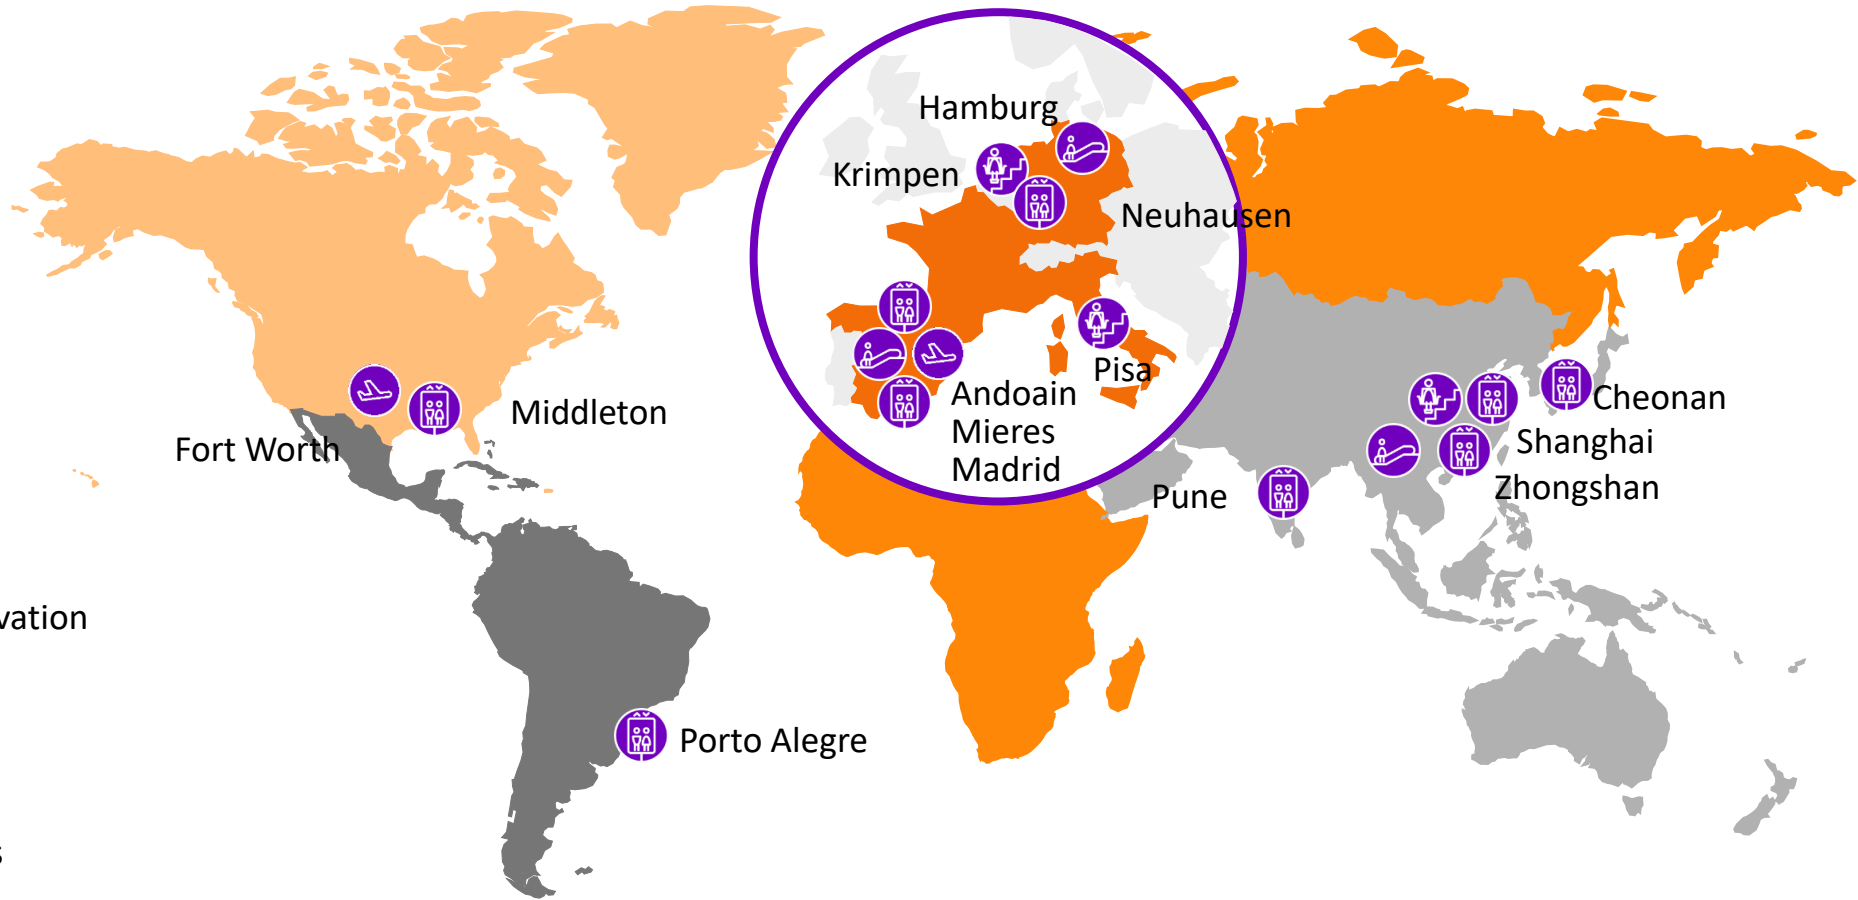 Hamburg
Krimpen
Neuhausen
Pisa
Andoain
Mieres
Madrid
Middleton
Fort Worth
Cheonan
Shanghai
Zhongshan
Pune
vation
Porto Alegre
s